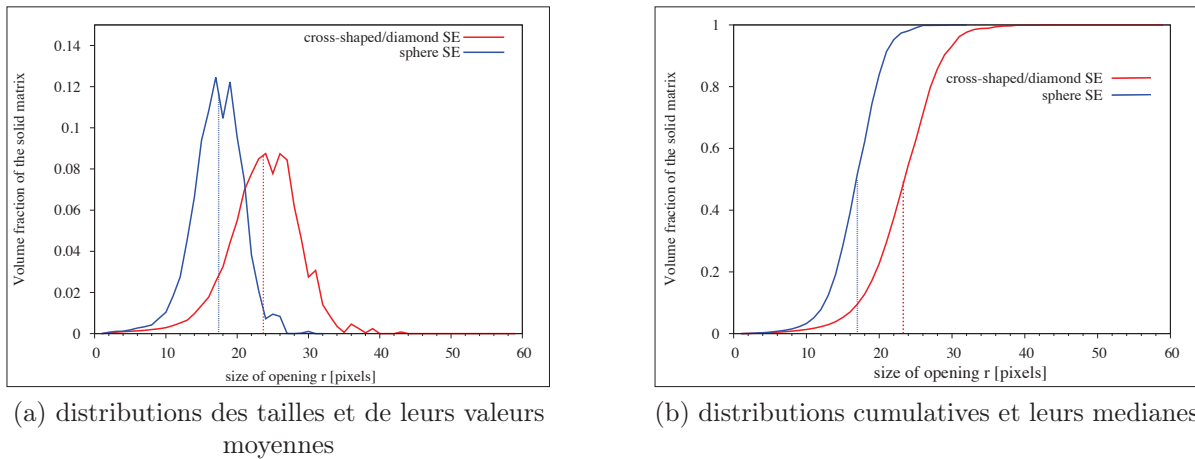 0.14
0.12
0.1
0.08
0.06
0.04
0.02
0
Volume fraction of the solid matrix
cross-shaped/diamond SE
sphere SE
0 10 20 30 40 50 60
size of opening r [pixels]
(a) distributions des tailles et de leurs valeurs
moyennes
1
0.8
0.6
0.4
0.2
0
Volume fraction of the solid matrix
cross-shaped/diamond SE
sphere SE
0 10 20 30 40 50 60
size of opening r [pixels]
(b) distributions cumulatives et leurs medianes